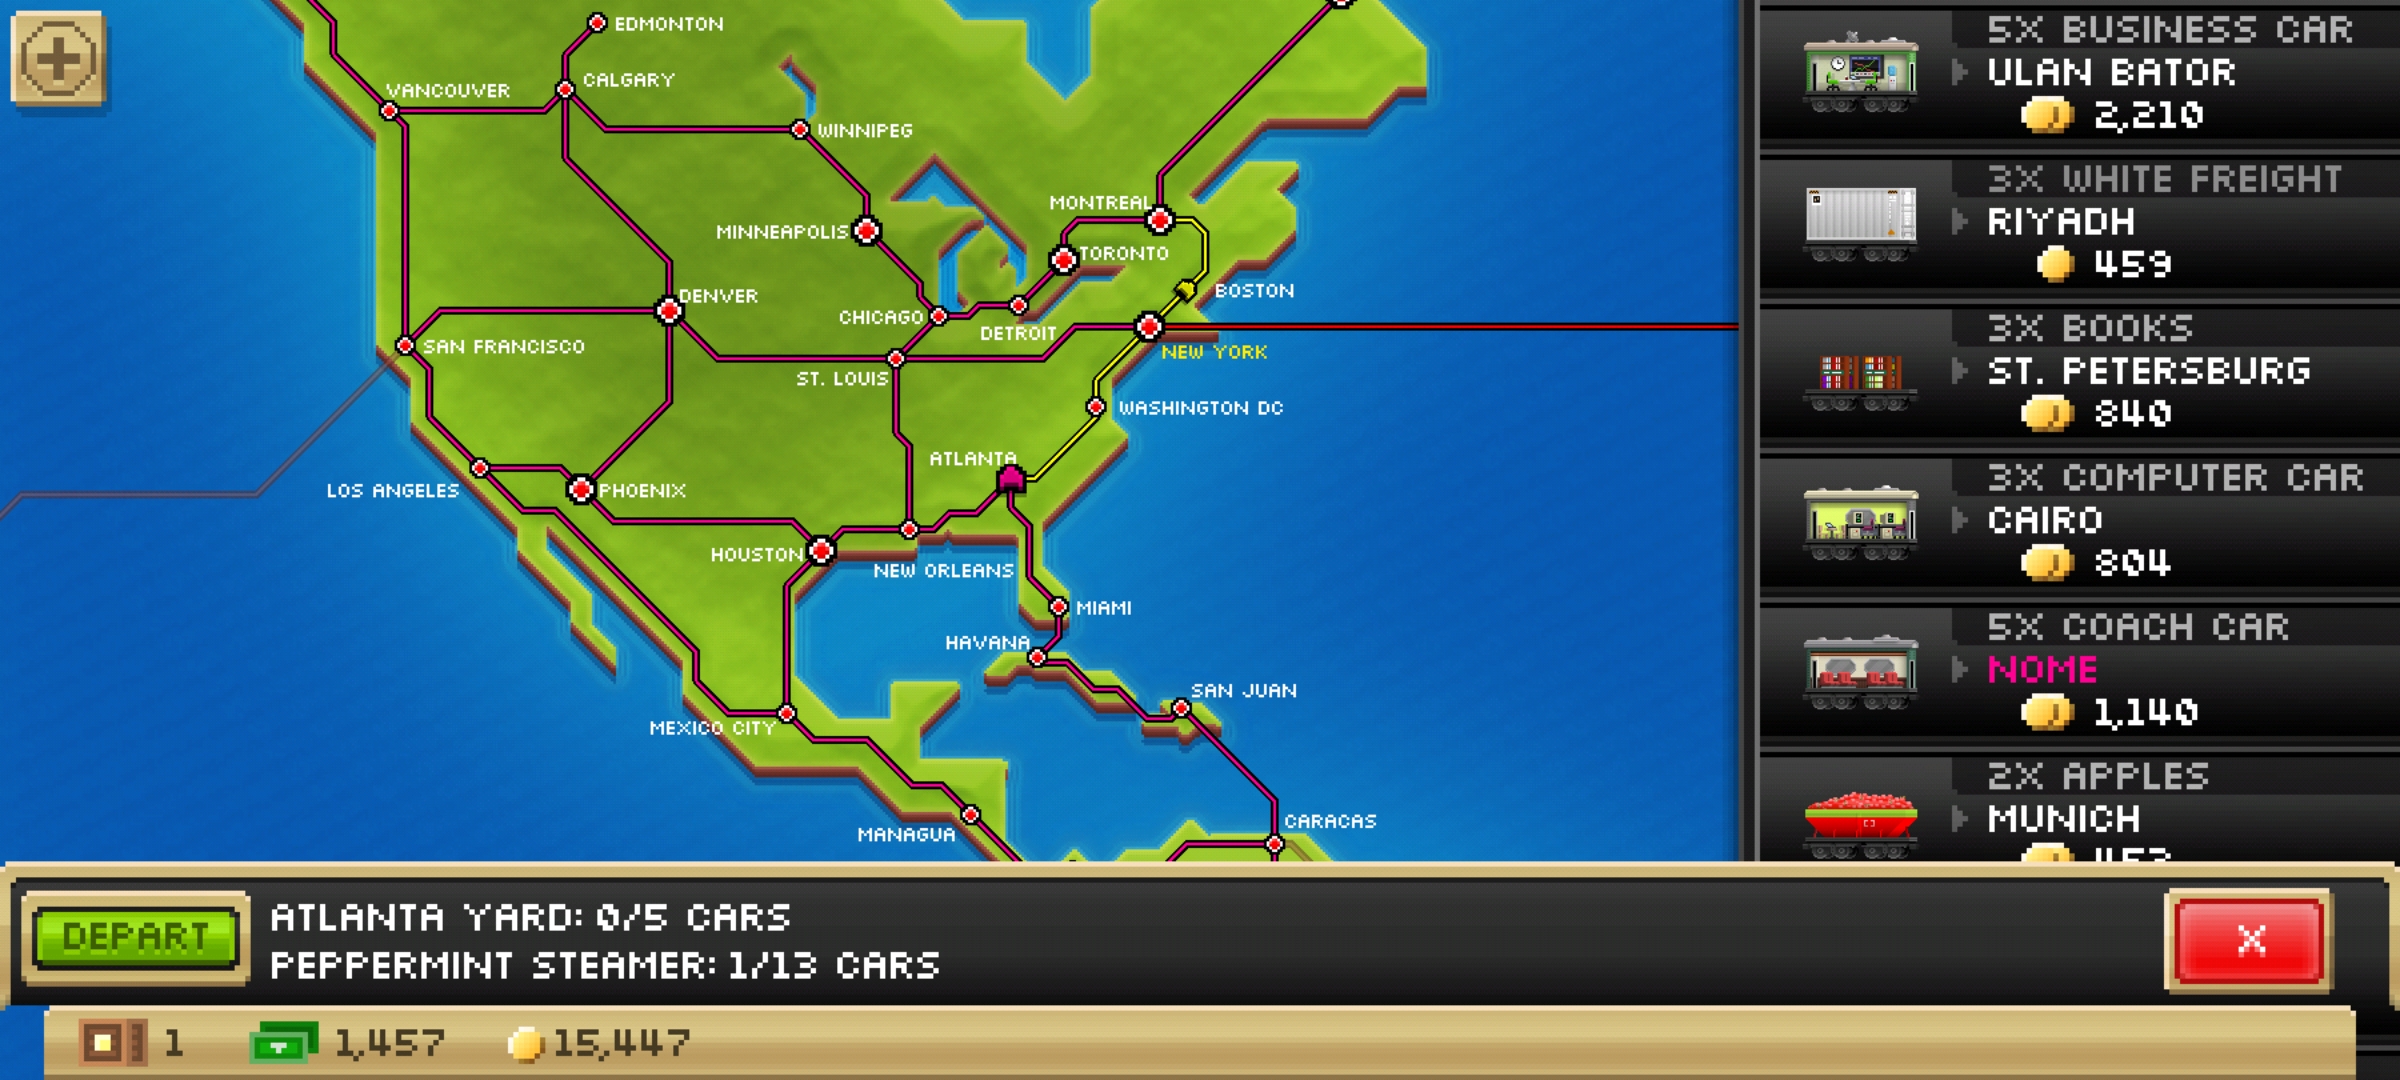 EDMONTON
CALGARY
VANCOUVER
WINNIPEG
MONTREAL
MINNEAPOLIS
TORONTO
BOSTON
DENVER
CHICAGO
DETROIT
SAN FRANCISCO
NEW YORK
ST. LOUIS
WASHINGTON DC
ATLANTA
LOS ANGELES
PHOENIX
HOUSTON
NEW ORLEANS
MIAMI
HAVANA
SAN JUAN
MEXICO CITY
CARACAS
MANAGUA
5X BUSINESS CAR
ULAN BATOR
2,210
3X WHITE FREIGHT
RIYADH
459
3X BOOKS
ST. PETERSBURG
840
3X COMPUTER CAR
CAIRO
804
5X COACH CAR
NOME
1,140
2X APPLES
MUNICH
DEPART
ATLANTA YARD: 0/5 CARS
PEPPERMINT STEAMER: 1/13 CARS
X
1
1,457
15,447